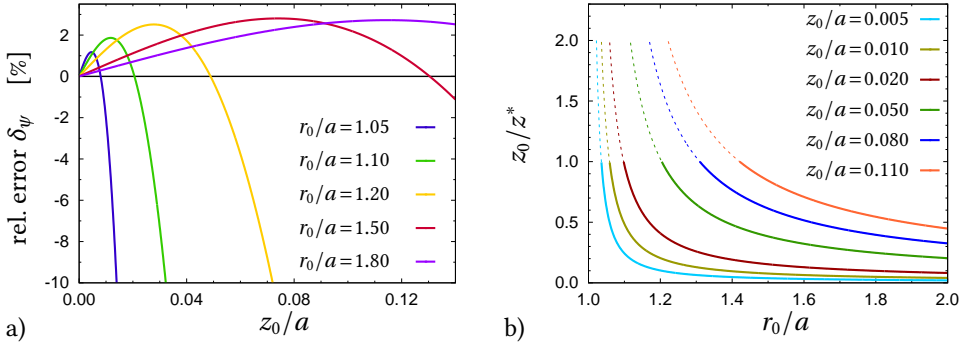 rel. error δψ [%]
2
0
-2
-4
-6
-8
-10
0.00 0.04 0.08 0.12
z0/a
r0/a=1.05
r0/a=1.10
r0/a=1.20
r0/a=1.50
r0/a=1.80
a)
z0/z*
2.5
2.0
1.5
1.0
0.5
0.0
1.0 1.2 1.4 1.6 1.8 2.0
r0/a
z0/a=0.005
z0/a=0.010
z0/a=0.020
z0/a=0.050
z0/a=0.080
z0/a=0.110
b)